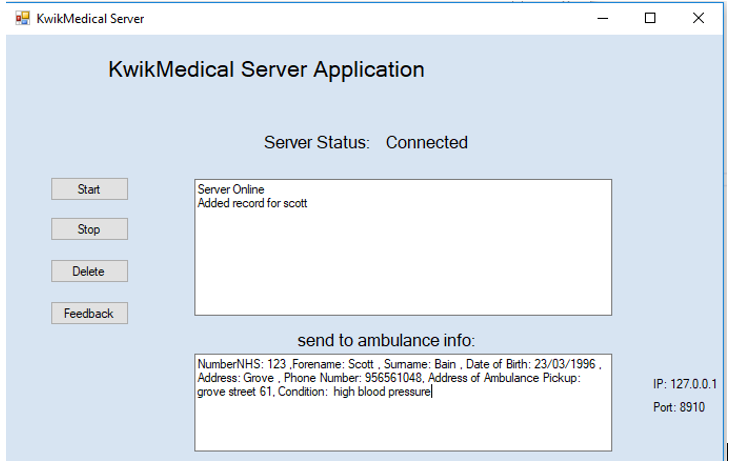 KwikMedical Server
KwikMedical Server Application
Server Status: Connected
Start
Stop
Delete
Feedback
Server Online
Added record for scott
send to ambulance info:
NumberNHS: 123 ,Forename: Scott , Surname: Bain , Date of Birth: 23/03/1996 ,
Address: Grove , Phone Number: 956561048, Address of Ambulance Pickup:
grove street 61, Condition:  high blood pressure
IP: 127.0.0.1
Port: 8910